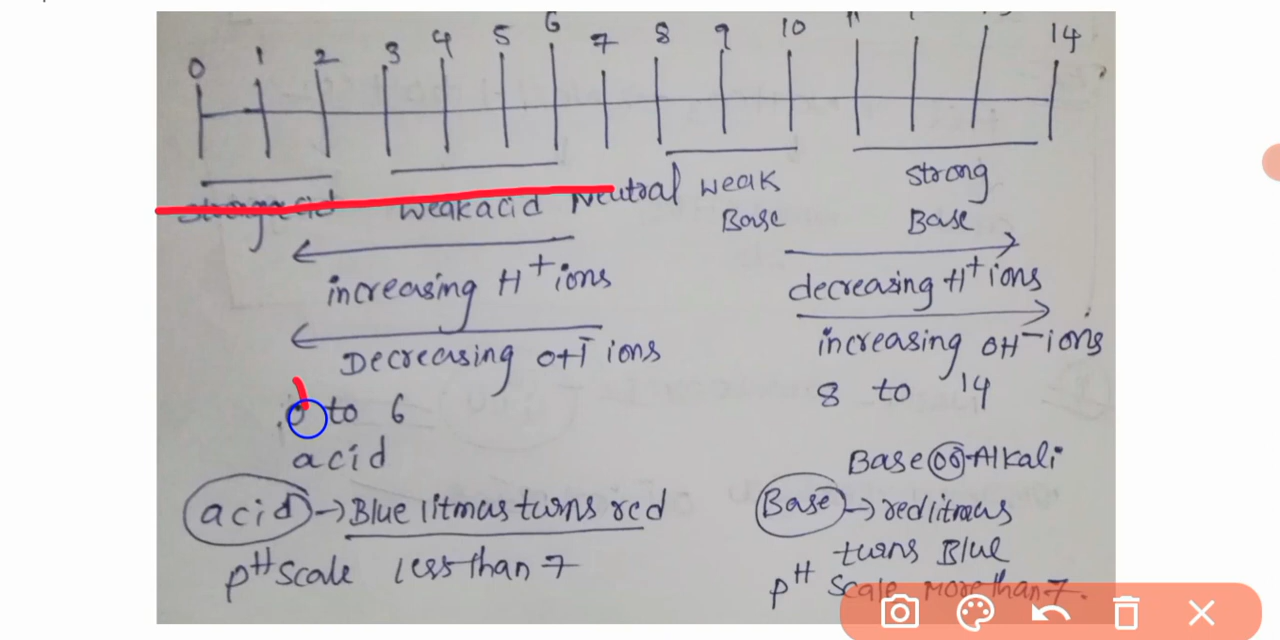 0 1 2 3 4 5 6 7 8 9 10 11 14
strong acid weak acid Neutral weak Base strong Base
increasing H+ ions
decreasing H+ ions
Decreasing OH- ions
increasing OH- ions
0 to 6
8 to 14
acid
Base (or) Alkali
acid → Blue litmus turns red
pH scale less than 7
Base → red litmus
turns Blue
pH scale more than 7.